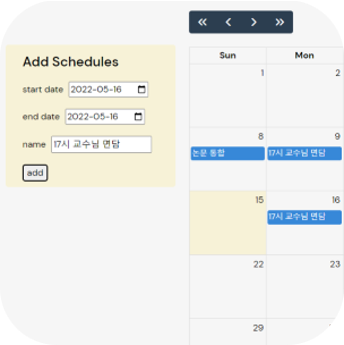 Add Schedules
start date 2022-05-16
end date 2022-05-16
name 17시 교수님 면담
add
Sun Mon
1 2
8 9
논문 통합 17시 교수님 면담
15 16
17시 교수님 면담
22 23
29